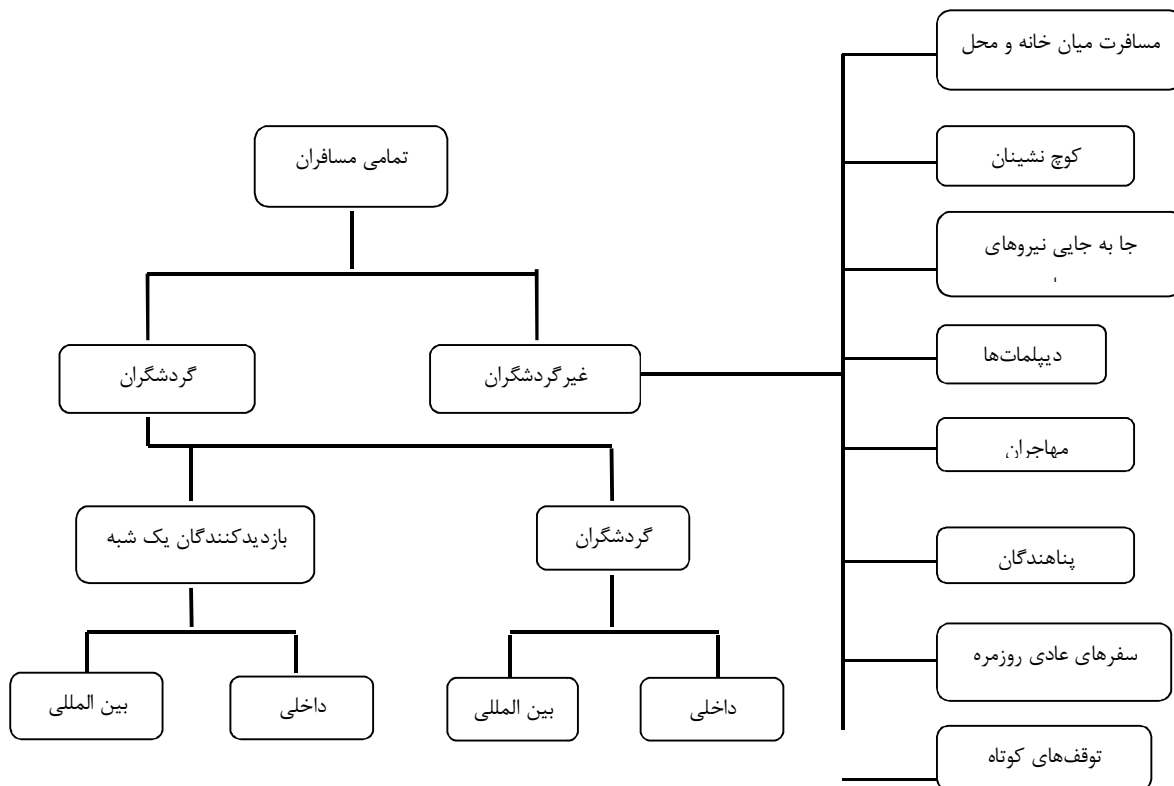 تمامی مسافران
گردشگران
غیرگردشگران
بازدیدکنندگان یک شبه
گردشگران
بین المللی
داخلی
بین المللی
داخلی
مسافرت میان خانه و محل
کوچ نشینان
جا به جایی نیروهای
دیپلمات‌ها
مهاجران
پناهندگان
سفرهای عادی روزمره
توقف‌های کوتاه